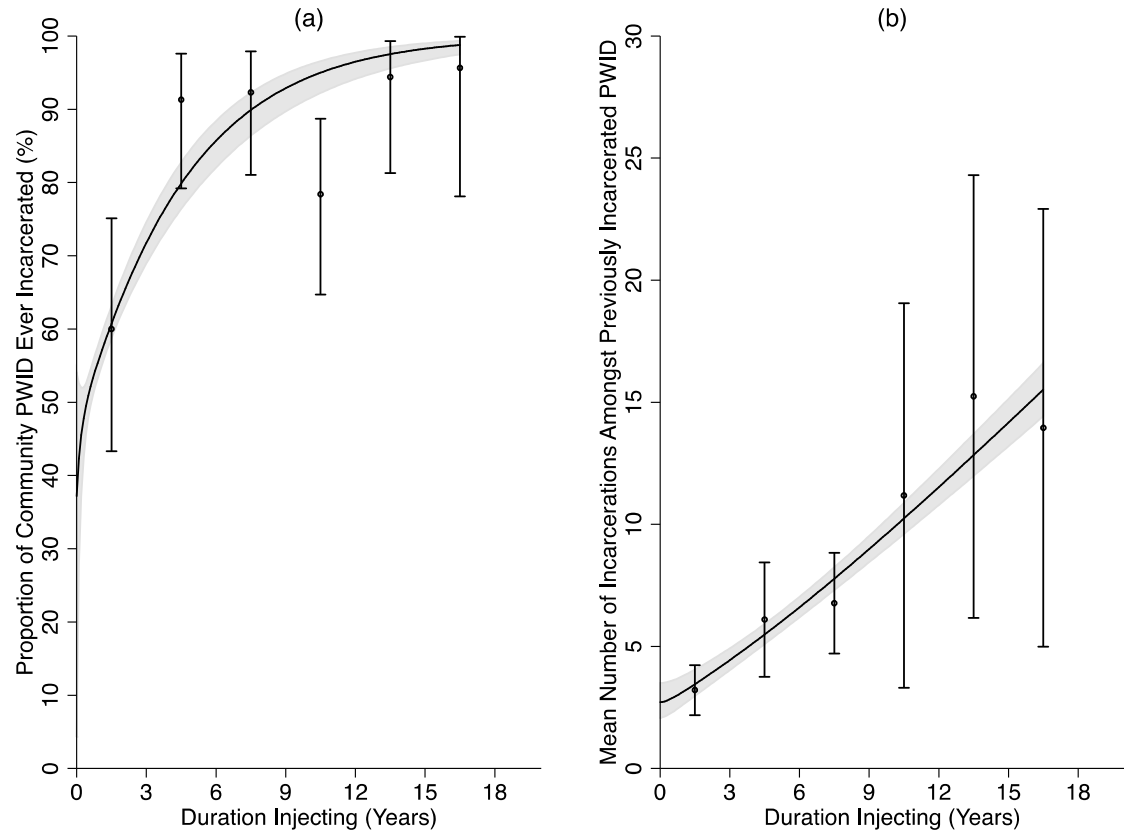 (a)
Proportion of Community PWID Ever Incarcerated (%)
100
90
80
70
60
50
40
30
20
10
0
0 3 6 9 12 15 18
Duration Injecting (Years)
(b)
Mean Number of Incarcerations Amongst Previously Incarcerated PWID
30
25
20
15
10
5
0
0 3 6 9 12 15 18
Duration Injecting (Years)